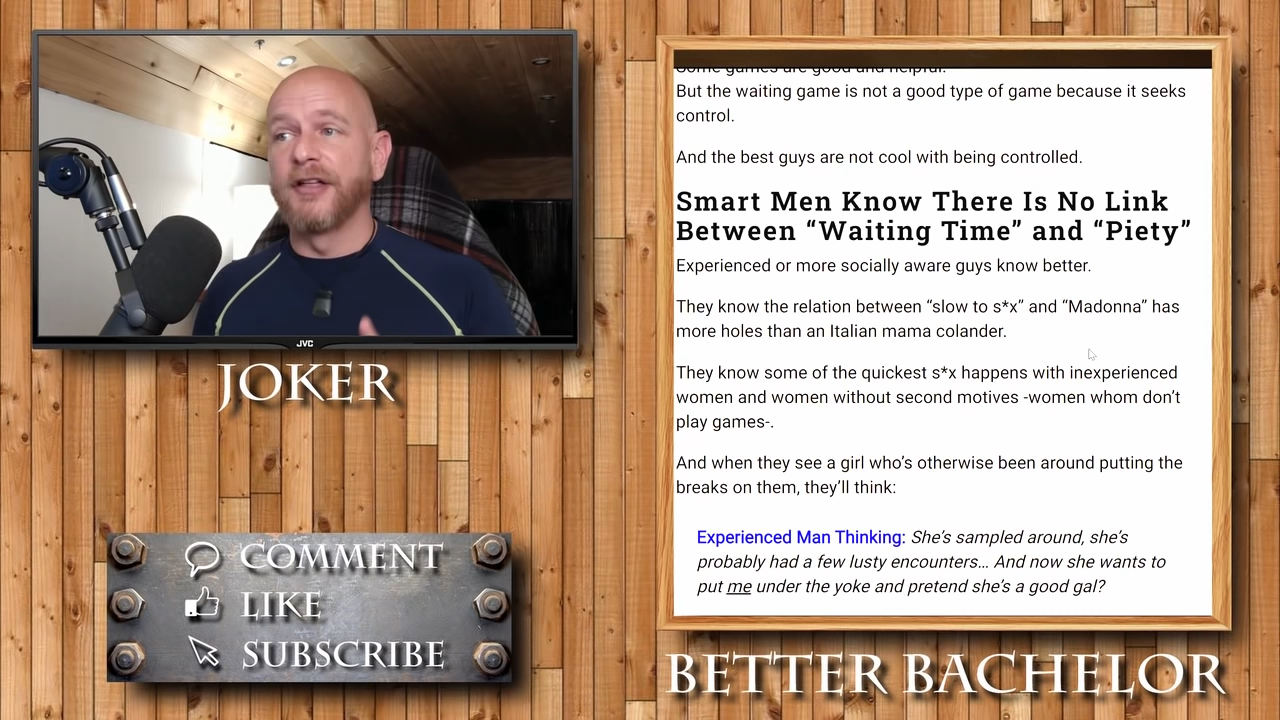 JVC
JOKER
COMMENT
LIKE
SUBSCRIBE
Some games are good and helpful.
But the waiting game is not a good type of game because it seeks
control.
And the best guys are not cool with being controlled.
Smart Men Know There Is No Link
Between “Waiting Time” and “Piety”
Experienced or more socially aware guys know better.
They know the relation between “slow to s*x” and “Madonna” has
more holes than an Italian mama colander.
They know some of the quickest s*x happens with inexperienced
women and women without second motives -women whom don’t
play games-.
And when they see a girl who’s otherwise been around putting the
breaks on them, they’ll think:
Experienced Man Thinking: She’s sampled around, she’s
probably had a few lusty encounters… And now she wants to
put me under the yoke and pretend she’s a good gal?
BETTER BACHELOR